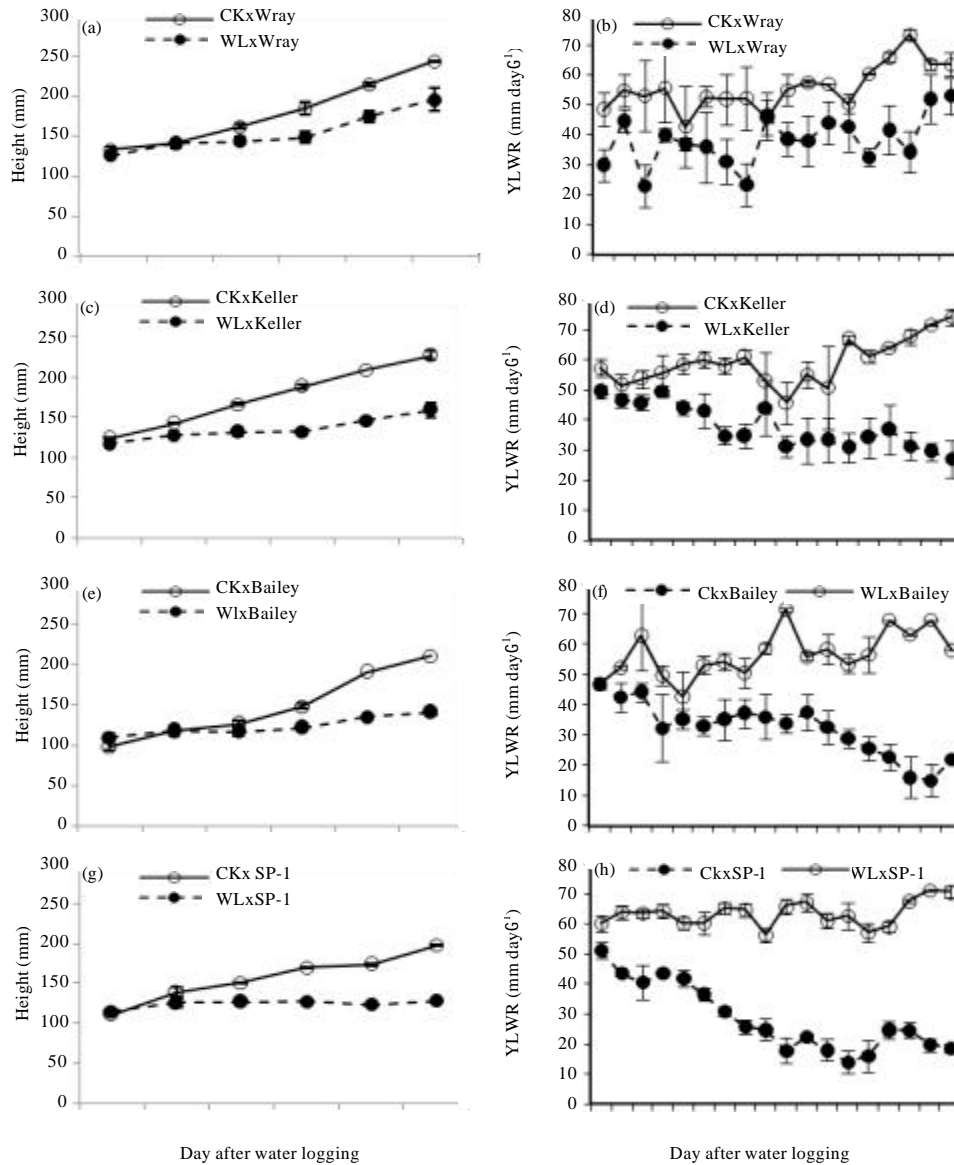 (a)
CKxWray
WLxWray
Height (mm)
300
250
200
150
100
50
0
(b)
CKxWray
WLxWray
YLWR (mm dayG¹)
80
70
60
50
40
30
20
10
0
(c)
CKxKeller
WLxKeller
Height (mm)
300
250
200
150
100
50
0
(d)
CKxKeller
WLxKeller
YLWR (mm dayG¹)
80
70
60
50
40
30
20
10
0
(e)
CKxBailey
WlxBailey
Height (mm)
300
250
200
150
100
50
0
(f)
CkxBailey
WLxBailey
YLWR (mm dayG¹)
80
70
60
50
40
30
20
10
0
(g)
CKx SP-1
WLxSP-1
Height (mm)
300
250
200
150
100
50
0
Day after water logging
(h)
CkxSP-1
WLxSP-1
YLWR (mm dayG¹)
80
70
60
50
40
30
20
10
0
Day after water logging